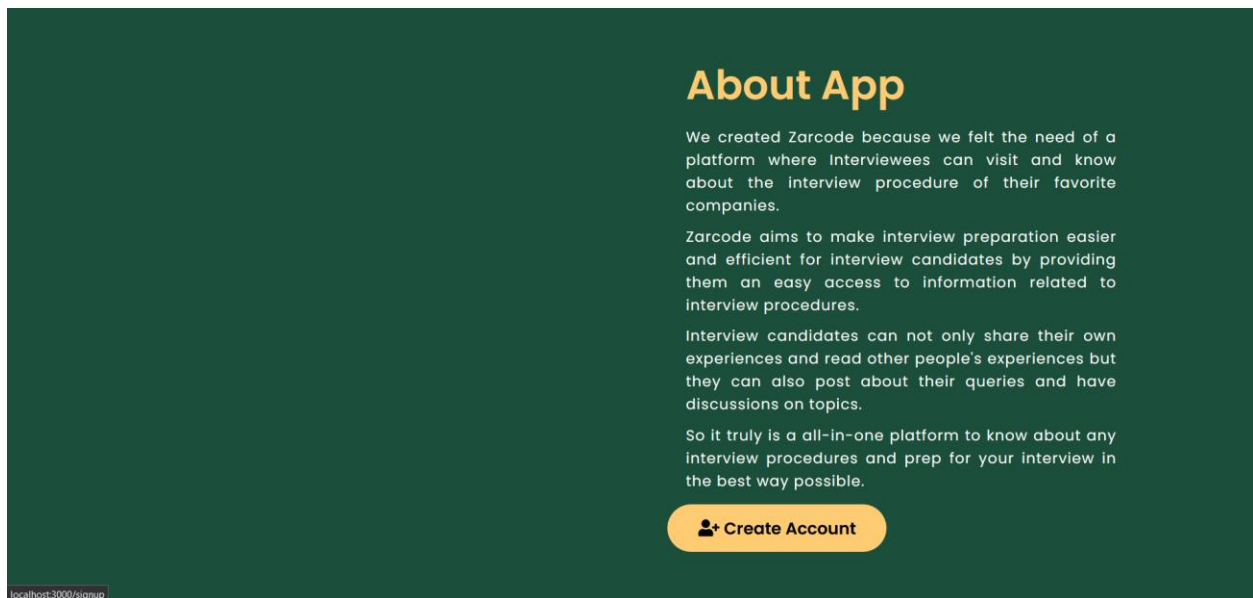 About App
We created Zarcode because we felt the need of a
platform where Interviewees can visit and know
about the interview procedure of their favorite
companies.
Zarcode aims to make interview preparation easier
and efficient for interview candidates by providing
them an easy access to information related to
interview procedures.
Interview candidates can not only share their own
experiences and read other people's experiences but
they can also post about their queries and have
discussions on topics.
So it truly is a all-in-one platform to know about any
interview procedures and prep for your interview in
the best way possible.
Create Account
localhost:3000/signup